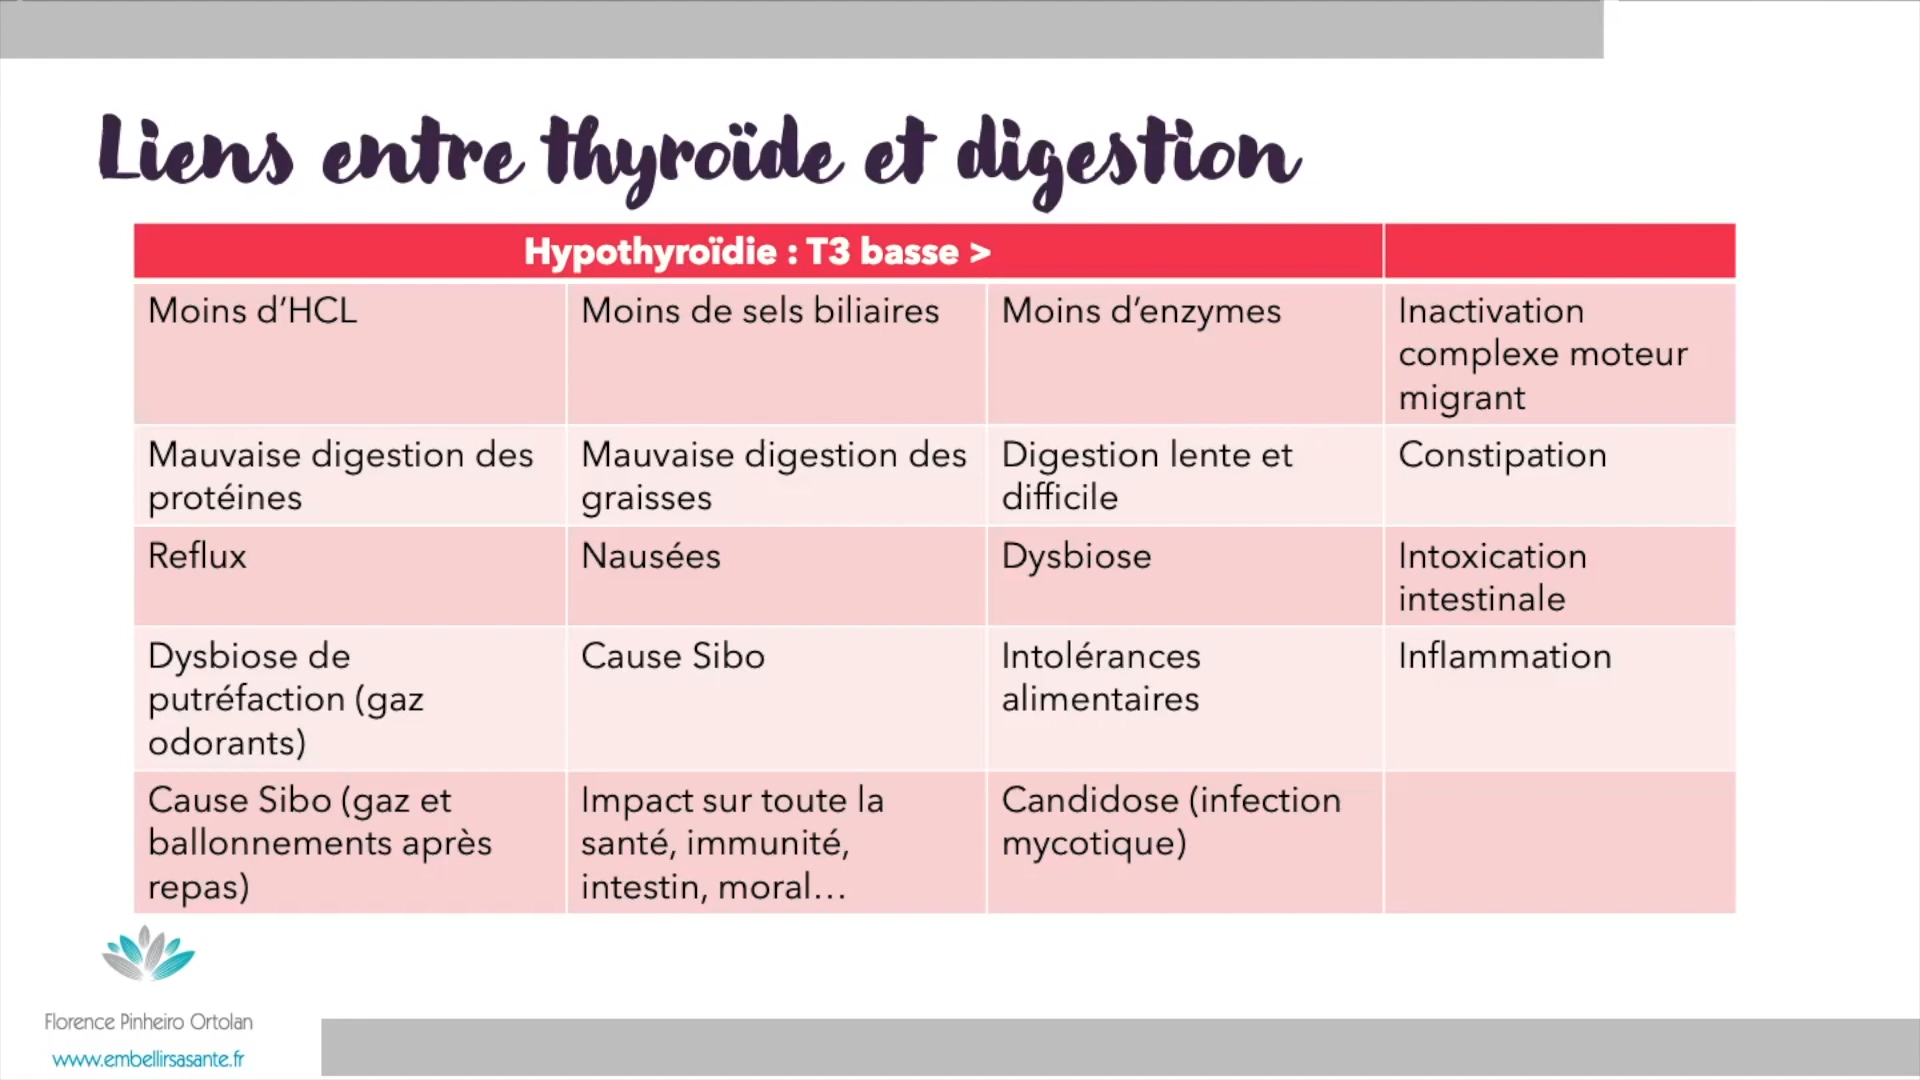 Liens entre thyroïde et digestion
Hypothyroïdie : T3 basse >
Moins d’HCL
Moins de sels biliaires
Moins d’enzymes
Inactivation
complexe moteur
migrant
Mauvaise digestion des
protéines
Mauvaise digestion des
graisses
Digestion lente et
difficile
Constipation
Reflux
Nausées
Dysbiose
Intoxication
intestinale
Dysbiose de
putréfaction (gaz
odorants)
Cause Sibo
Intolérances
alimentaires
Inflammation
Cause Sibo (gaz et
ballonnements après
repas)
Impact sur toute la
santé, immunité,
intestin, moral…
Candidose (infection
mycotique)
Florence Pinheiro Ortolan
www.embellirsasante.fr